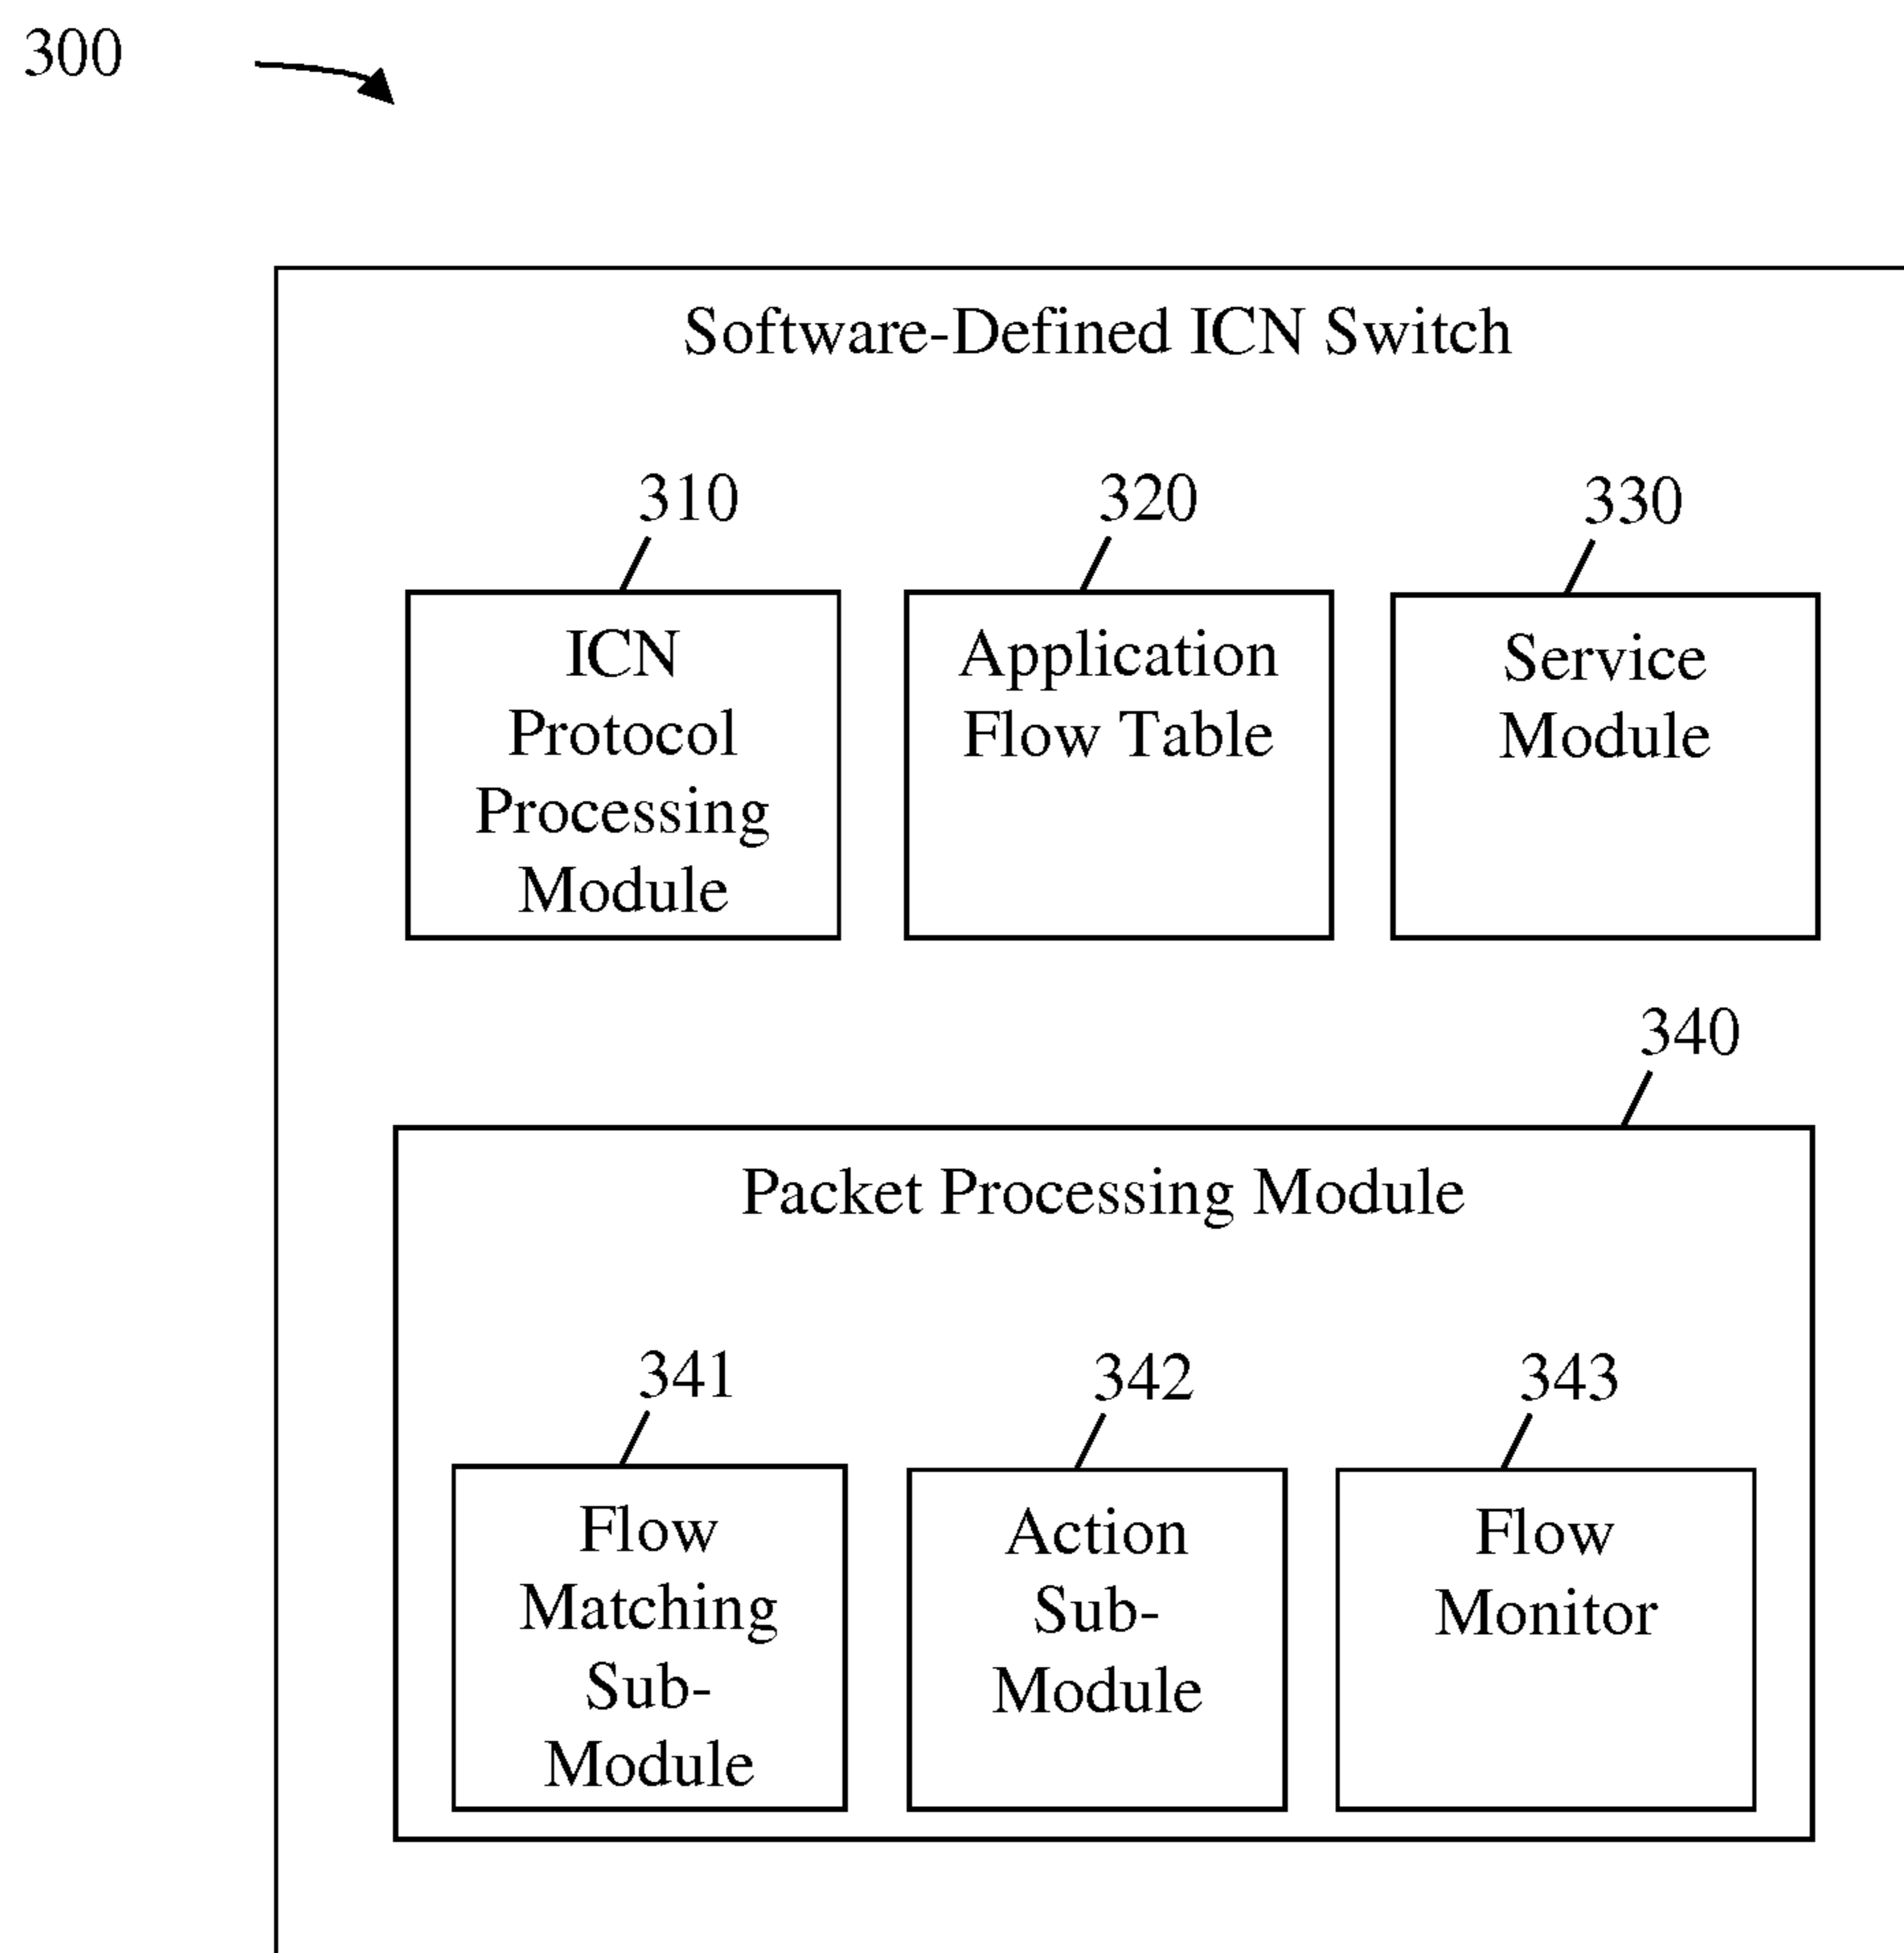 300
Software-Defined ICN Switch
310
320
330
ICN
Protocol
Processing
Module
Application
Flow Table
Service
Module
340
Packet Processing Module
341
342
343
Flow
Matching
Sub-
Module
Action
Sub-
Module
Flow
Monitor